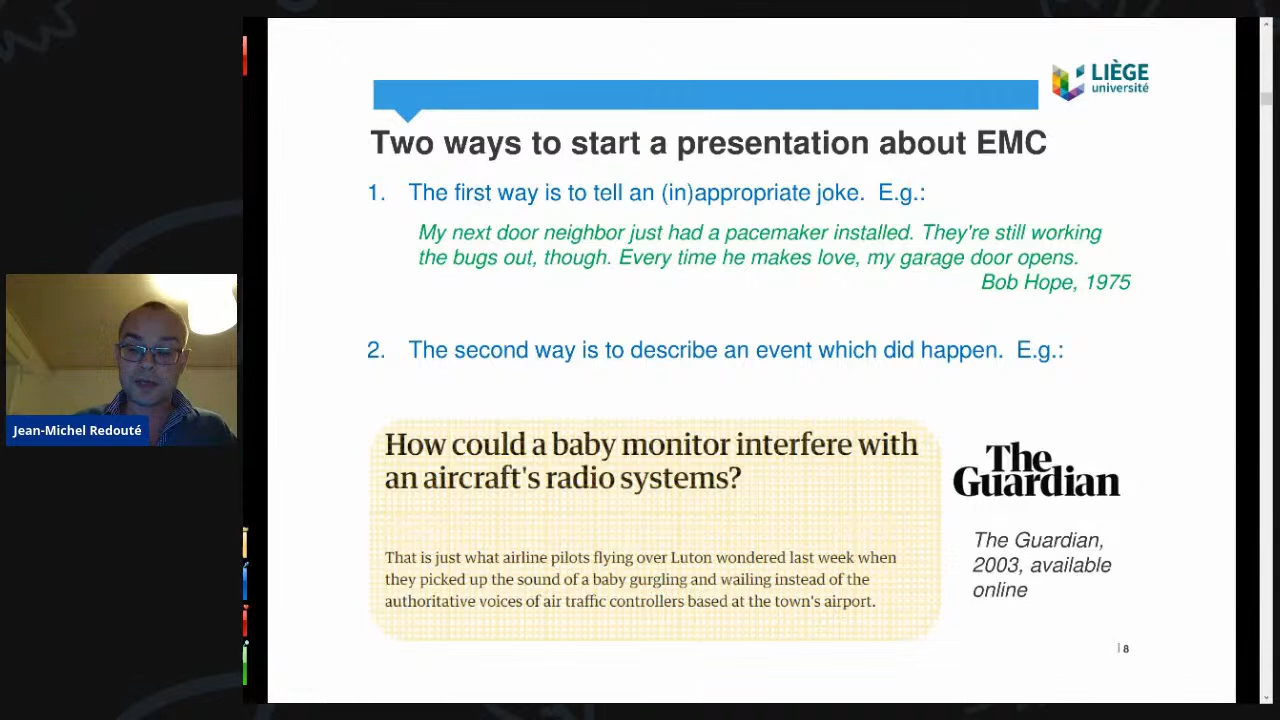 LIÈGE
université
Two ways to start a presentation about EMC
1. The first way is to tell an (in)appropriate joke. E.g.:
My next door neighbor just had a pacemaker installed. They're still working
the bugs out, though. Every time he makes love, my garage door opens.
Bob Hope, 1975
2. The second way is to describe an event which did happen. E.g.:
How could a baby monitor interfere with
an aircraft's radio systems?
That is just what airline pilots flying over Luton wondered last week when
they picked up the sound of a baby gurgling and wailing instead of the
authoritative voices of air traffic controllers based at the town's airport.
The
Guardian
The Guardian,
2003, available
online
| 8
Jean-Michel Redouté